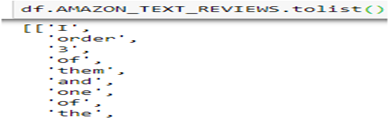 df.AMAZON_TEXT_REVIEWS.tolist()
[['I',
'order',
'3',
'of',
'them',
'and',
'one',
'of',
'the',